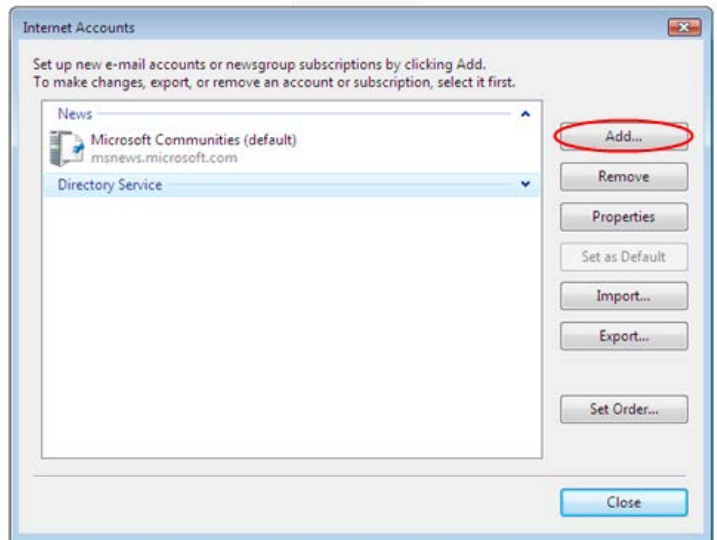 Internet Accounts
Set up new e-mail accounts or newsgroup subscriptions by clicking Add.
To make changes, export, or remove an account or subscription, select it first.
News
Microsoft Communities (default)
msnews.microsoft.com
Directory Service
Add...
Remove
Properties
Set as Default
Import...
Export...
Set Order...
Close